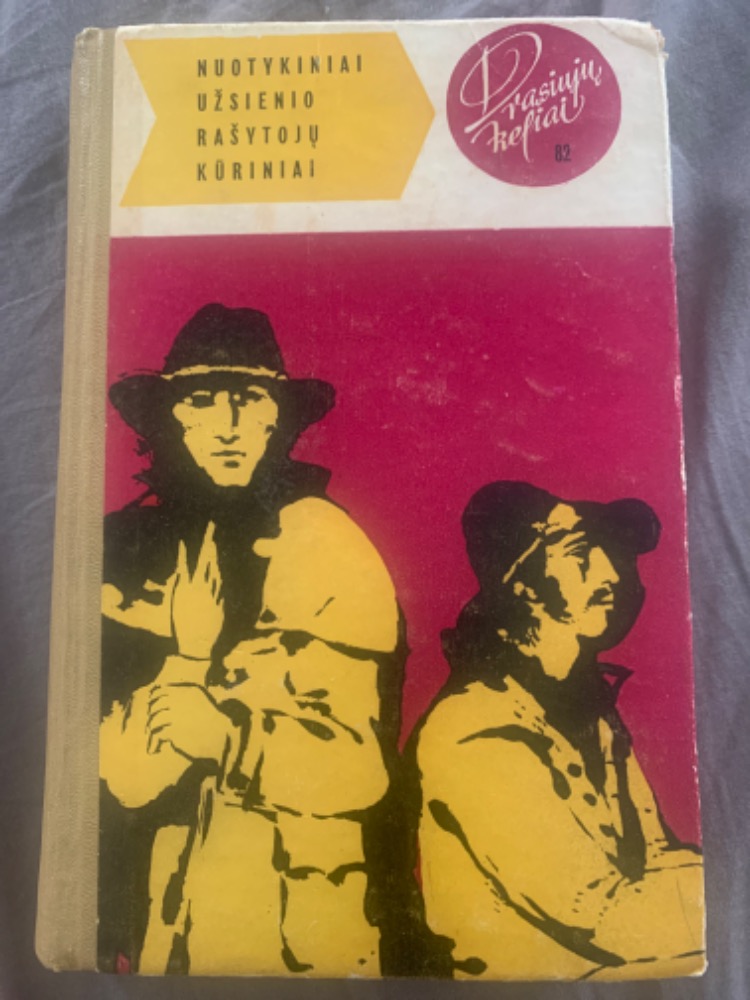 NUOTYKINIAI
UŽSIENIO
RAŠYTOJŲ
KŪRINIAI
Drąsiųjų
keliai
82